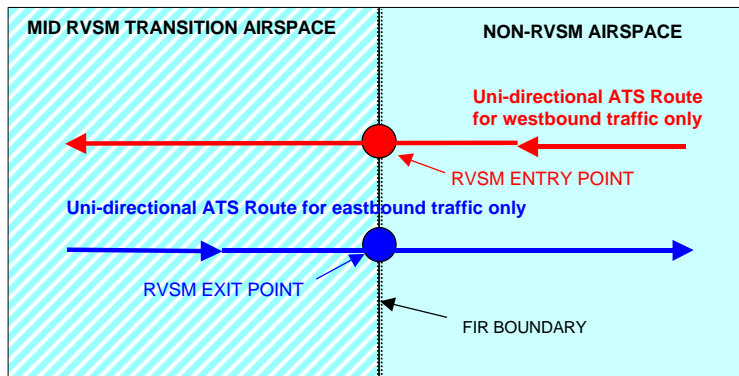 MID RVSM TRANSITION AIRSPACE
NON-RVSM AIRSPACE
Uni-directional ATS Route
for westbound traffic only
RVSM ENTRY POINT
Uni-directional ATS Route for eastbound traffic only
RVSM EXIT POINT
FIR BOUNDARY